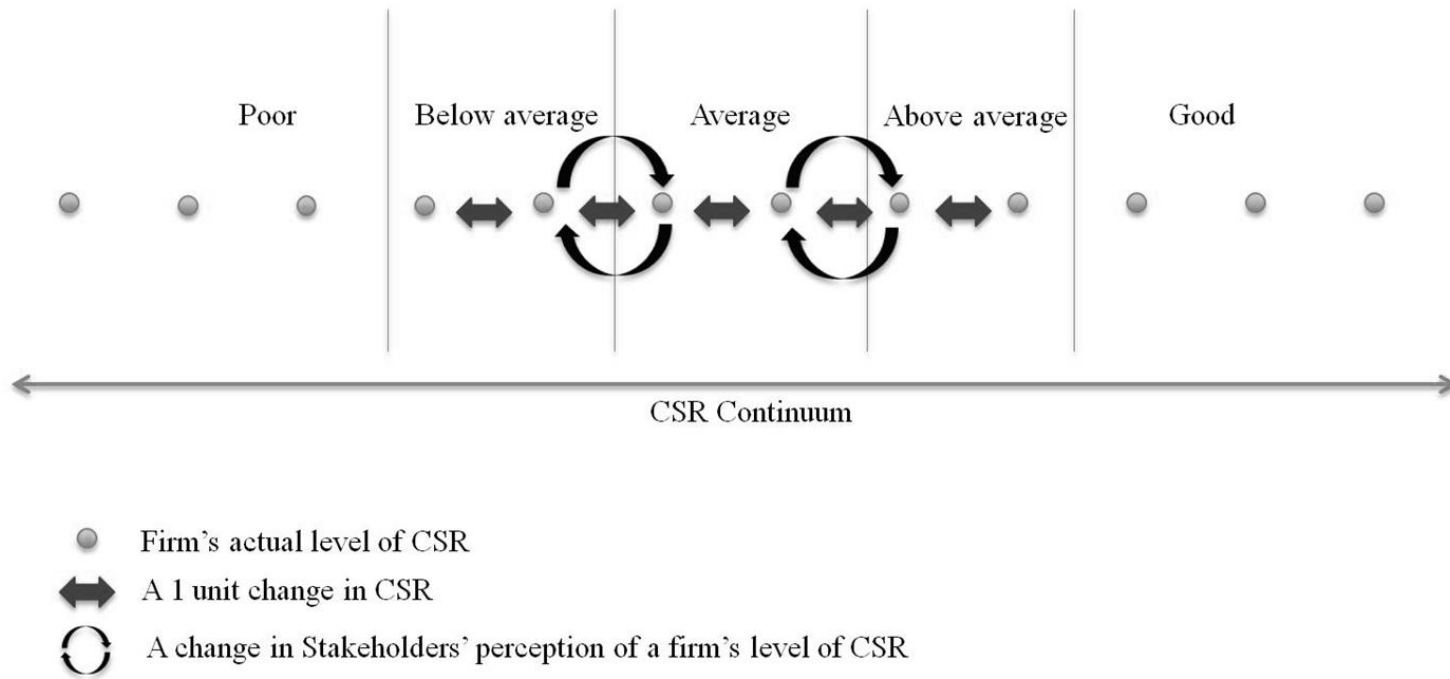 Poor
Below average
Average
Above average
Good
CSR Continuum
Firm’s actual level of CSR
A 1 unit change in CSR
A change in Stakeholders’ perception of a firm’s level of CSR